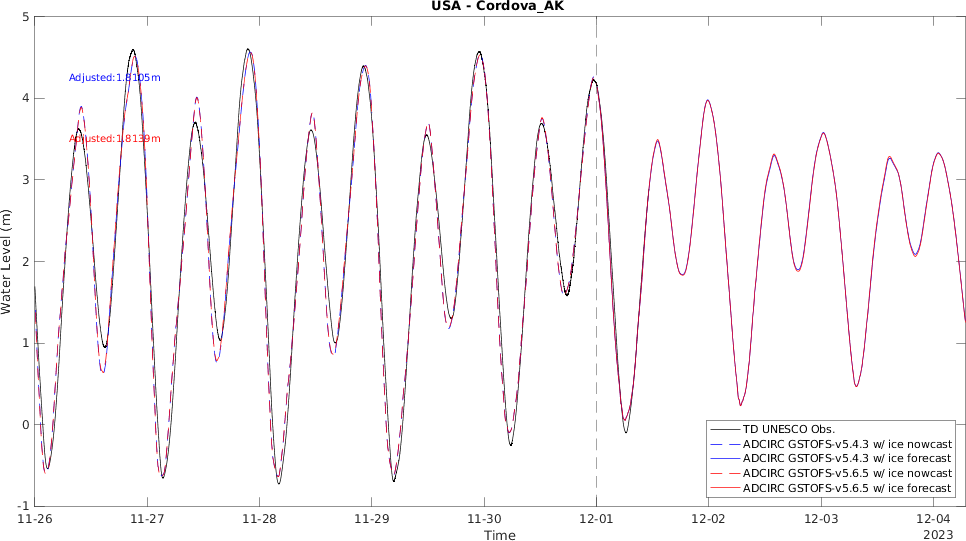 USA - Cordova_AK
5
4
3
2
1
0
-1
Water Level (m)
Adjusted:1.8105m
Adjusted:1.8139m
TD UNESCO Obs.
ADCIRC GSTOFS-v5.4.3 w/ ice nowcast
ADCIRC GSTOFS-v5.4.3 w/ ice forecast
ADCIRC GSTOFS-v5.6.5 w/ ice nowcast
ADCIRC GSTOFS-v5.6.5 w/ ice forecast
11-26 11-27 11-28 11-29 11-30 12-01 12-02 12-03 12-04
Time
2023